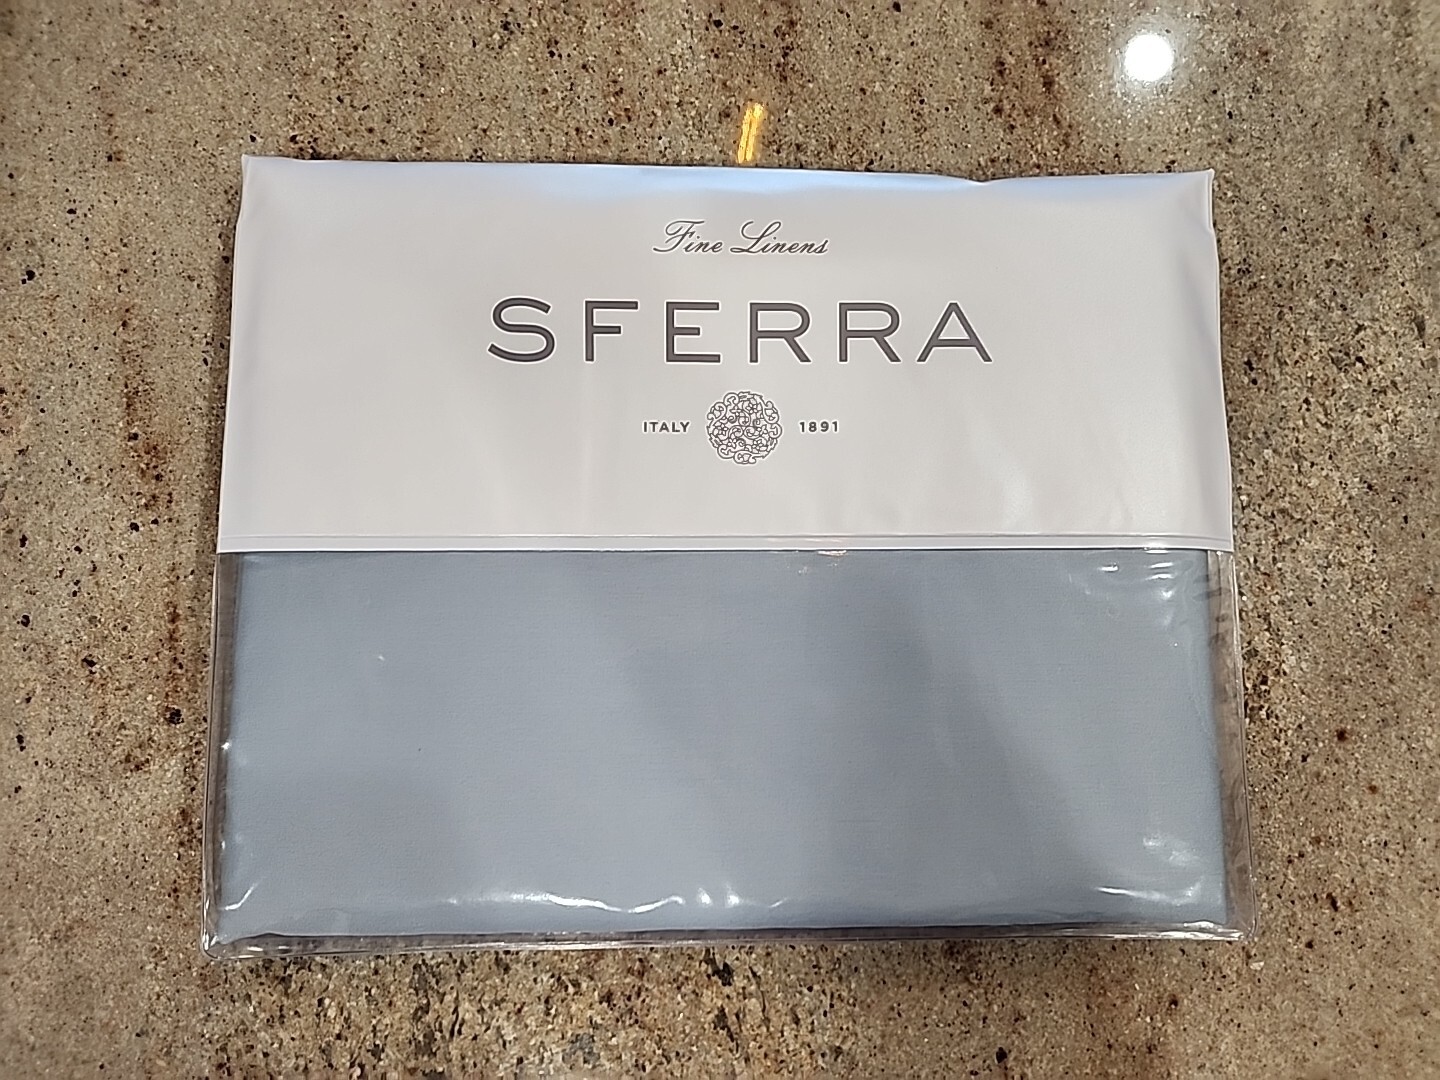 Fine Linens
SFERRA
ITALY 1891